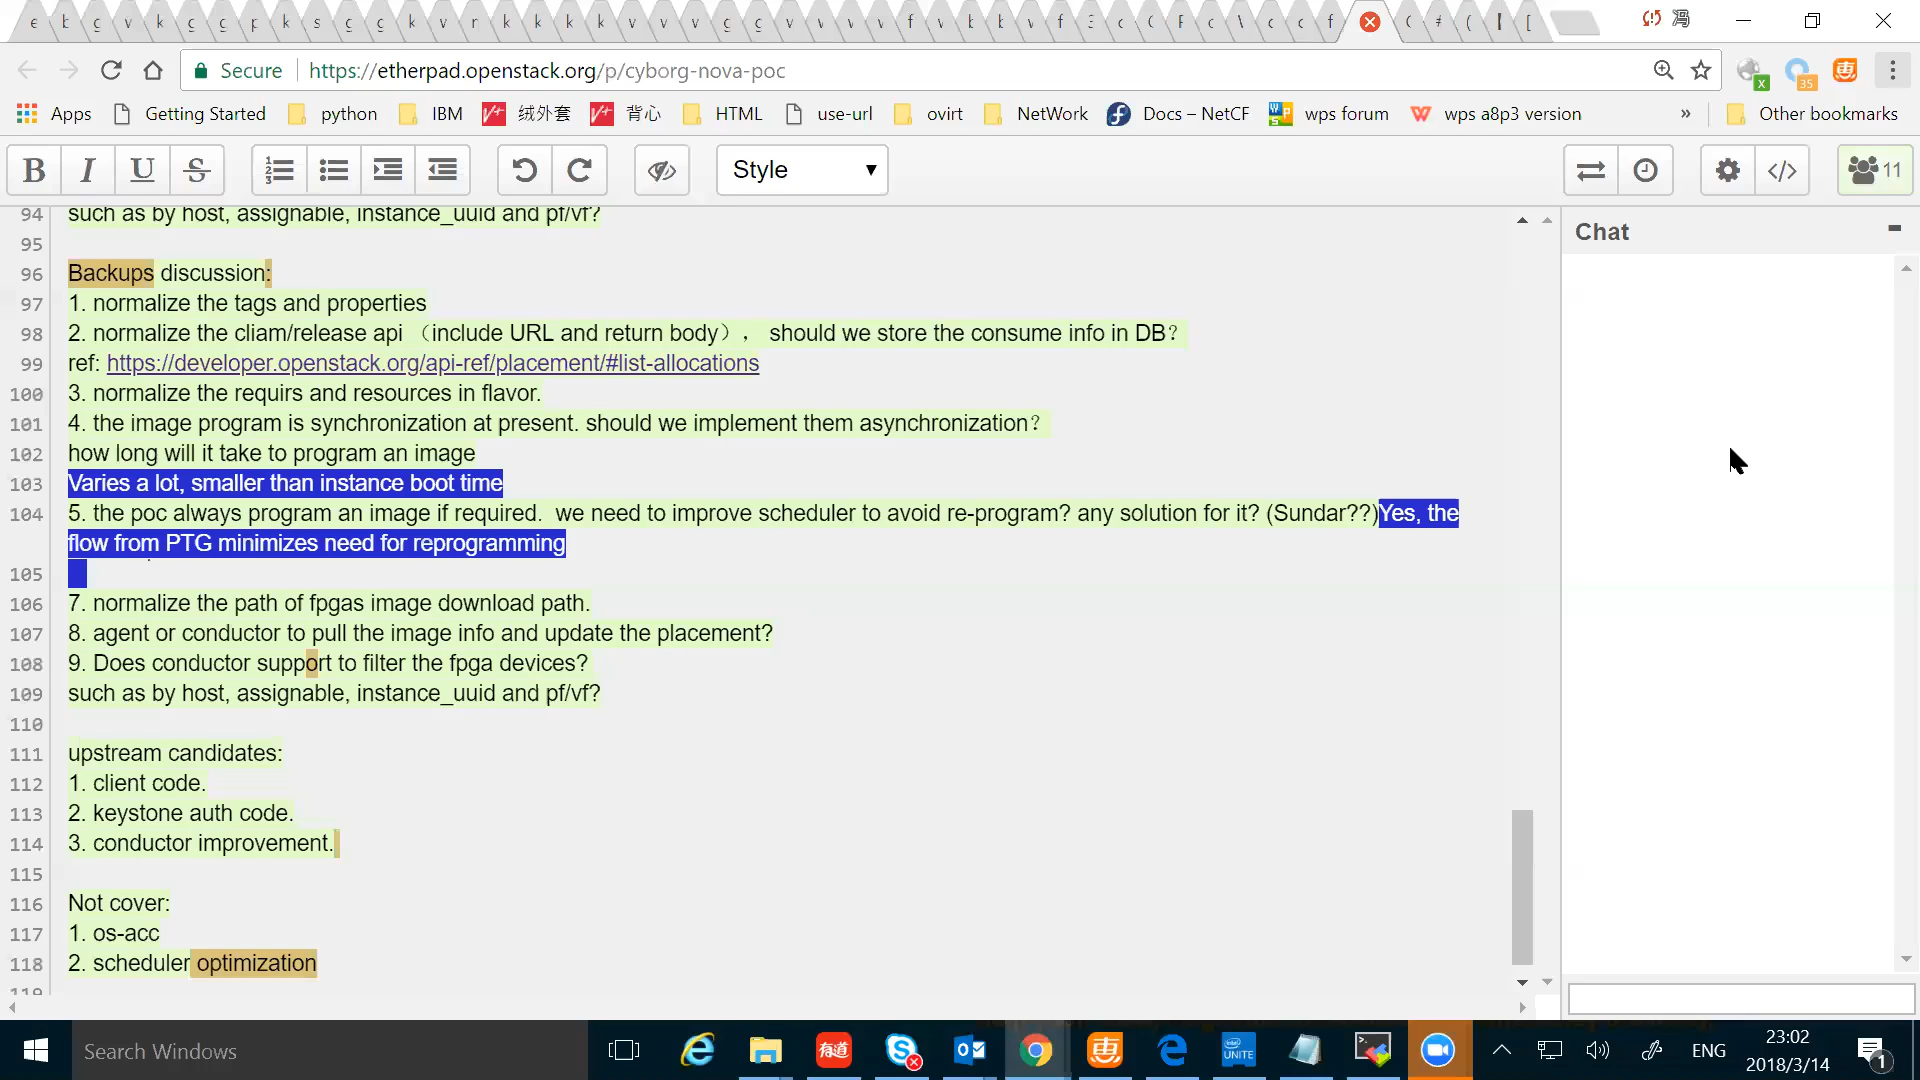 Secure
https://etherpad.openstack.org/p/cyborg-nova-poc
35
Apps Getting Started python IBM 绒外套 背心 HTML use-url ovirt NetWork Docs – NetCF wps forum wps a8p3 version » Other bookmarks
B I U S Style 11
94 such as by host, assignable, instance_uuid and pf/vf?
95
96 Backups discussion:
97 1. normalize the tags and properties
98 2. normalize the cliam/release api （include URL and return body）， should we store the consume info in DB？
99 ref: https://developer.openstack.org/api-ref/placement/#list-allocations
100 3. normalize the requirs and resources in flavor.
101 4. the image program is synchronization at present. should we implement them asynchronization？
102 how long will it take to program an image
103 Varies a lot, smaller than instance boot time
104 5. the poc always program an image if required.  we need to improve scheduler to avoid re-program? any solution for it? (Sundar??)Yes, the
flow from PTG minimizes need for reprogramming
105
106 7. normalize the path of fpgas image download path.
107 8. agent or conductor to pull the image info and update the placement?
108 9. Does conductor support to filter the fpga devices?
109 such as by host, assignable, instance_uuid and pf/vf?
110
111 upstream candidates:
112 1. client code.
113 2. keystone auth code.
114 3. conductor improvement.
115
116 Not cover:
117 1. os-acc
118 2. scheduler optimization
119
Chat
Search Windows
有道
惠
UNITE
ENG
23:02
2018/3/14
1